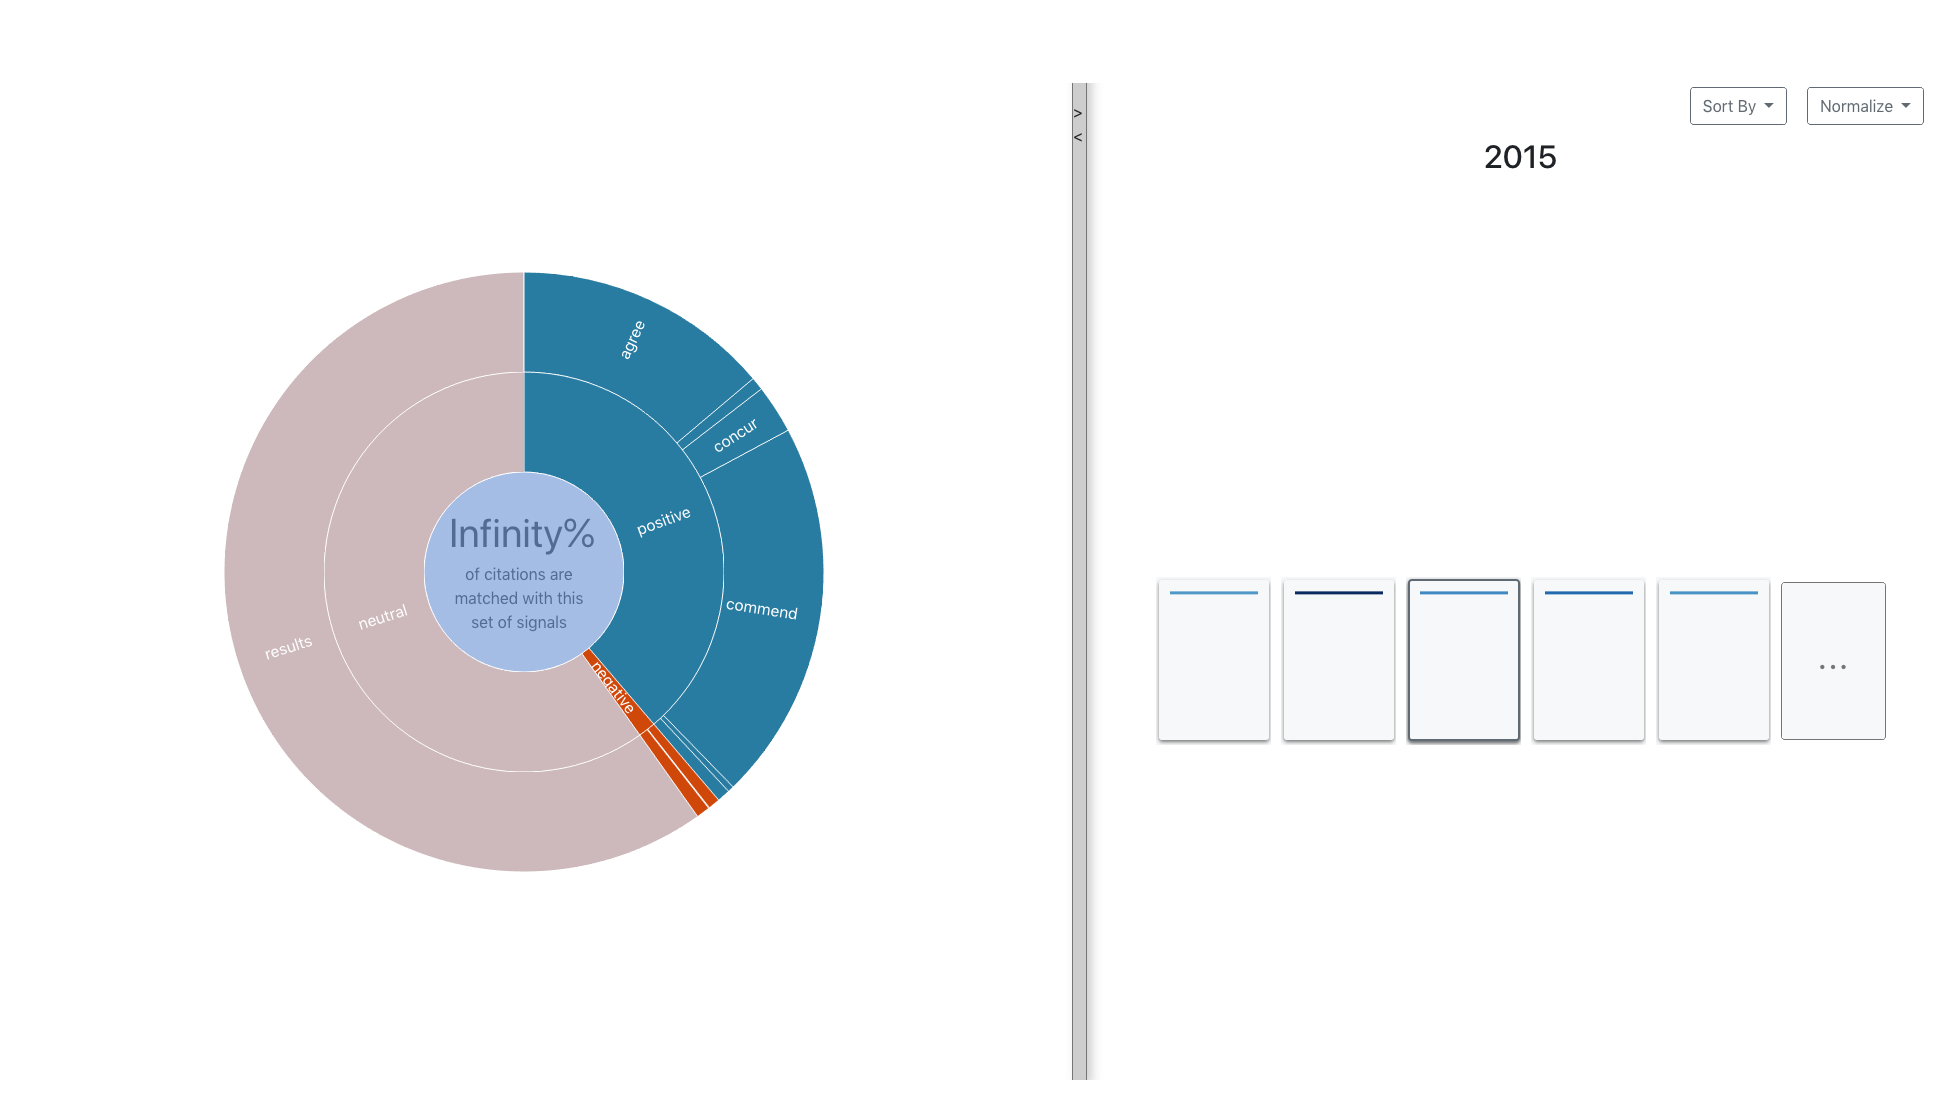 >
<
Sort By
Normalize
2015
agree
concur
positive
commend
negative
neutral
results
Infinity%
of citations are
matched with this
set of signals
...